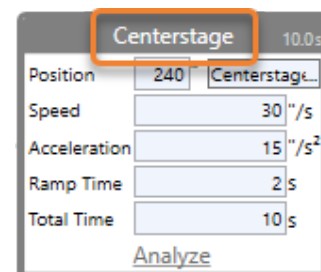 Centerstage 10.0s
Position 240 " Centerstage...
Speed 30 "/s
Acceleration 15 "/s²
Ramp Time 2 s
Total Time 10 s
Analyze